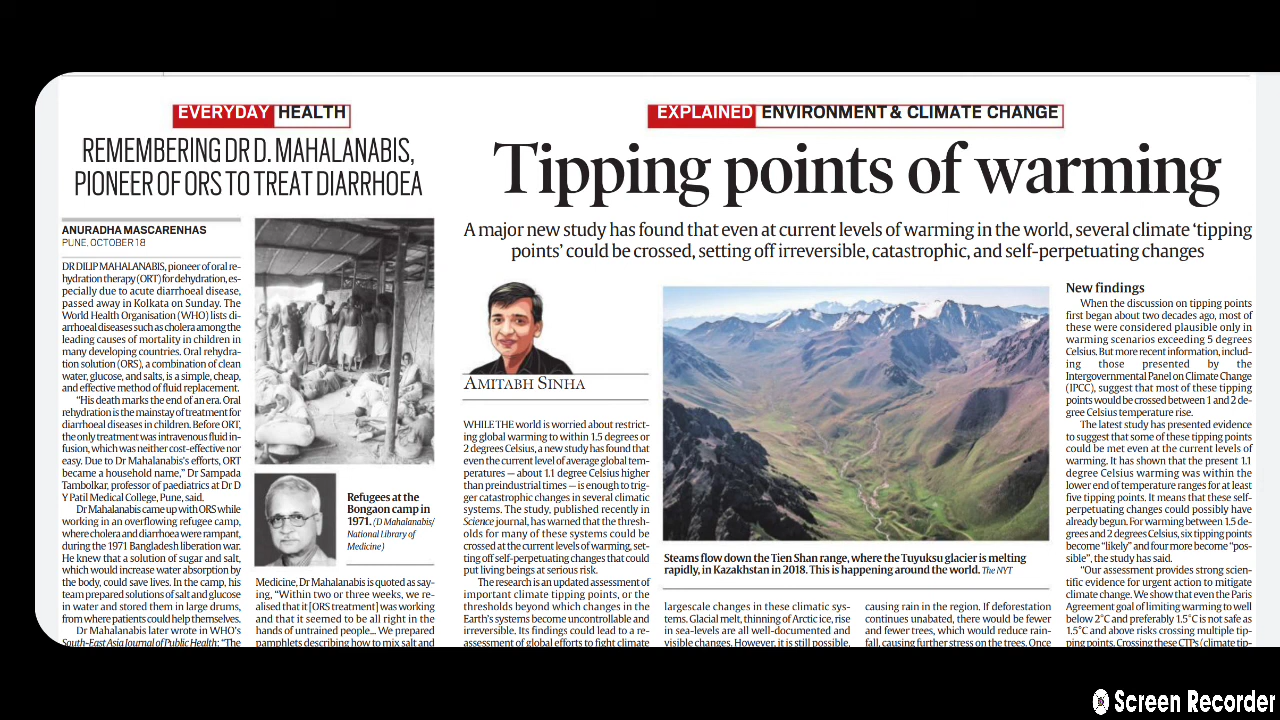 EVERYDAY HEALTH
REMEMBERING DR D. MAHALANABIS,
PIONEER OF ORS TO TREAT DIARRHOEA
ANURADHA MASCARENHAS
PUNE, OCTOBER 18
DR DILIP MAHALANABIS, pioneer of oral re-
hydration therapy (ORT) for dehydration, es-
pecially due to acute diarrhoeal disease,
passed away in Kolkata on Sunday. The
World Health Organisation (WHO) lists di-
arrhoeal diseases such as cholera among the
leading causes of mortality in children in
many developing countries. Oral rehydra-
tion solution (ORS), a combination of clean
water, glucose, and salts, is a simple, cheap,
and effective method of fluid replacement.
“His death marks the end of an era. Oral
rehydration is the mainstay of treatment for
diarrhoeal diseases in children. Before ORT,
the only treatment was intravenous fluid in-
fusion, which was neither cost-effective nor
easy. Due to Dr Mahalanabis’s efforts, ORT
became a household name,” Dr Sampada
Tambolkar, professor of paediatrics at Dr D
Y Patil Medical College, Pune, said.
Dr Mahalanabis came up with ORS while
working in an overflowing refugee camp,
where cholera and diarrhoea were rampant,
during the 1971 Bangladesh liberation war.
He knew that a solution of sugar and salt,
which would increase water absorption by
the body, could save lives. In the camp, his
team prepared solutions of salt and glucose
in water and stored them in large drums,
from where patients could help themselves.
Dr Mahalanabis later wrote in WHO’s
South-East Asia Journal of Public Health: “The
Refugees at the
Bongaon camp in
1971. (D Mahalanabis/
National Library of
Medicine)
Medicine, Dr Mahalanabis is quoted as say-
ing, “Within two or three weeks, we re-
alised that it [ORS treatment] was working
and that it seemed to be all right in the
hands of untrained people... We prepared
pamphlets describing how to mix salt and
EXPLAINED ENVIRONMENT & CLIMATE CHANGE
Tipping points of warming
A major new study has found that even at current levels of warming in the world, several climate ‘tipping
points’ could be crossed, setting off irreversible, catastrophic, and self-perpetuating changes
AMITABH SINHA
WHILE THE world is worried about restrict-
ing global warming to within 1.5 degrees or
2 degrees Celsius, a new study has found that
even the current level of average global tem-
peratures — about 1.1 degree Celsius higher
than preindustrial times — is enough to trig-
ger catastrophic changes in several climatic
systems. The study, published recently in
Science journal, has warned that the thresh-
olds for many of these systems could be
crossed at the current levels of warming, set-
ting off self-perpetuating changes that could
put living beings at serious risk.
The research is an updated assessment of
important climate tipping points, or the
thresholds beyond which changes in the
Earth’s systems become uncontrollable and
irreversible. Its findings could lead to a re-
assessment of global efforts to fight climate
Steams flow down the Tien Shan range, where the Tuyuksu glacier is melting
rapidly, in Kazakhstan in 2018. This is happening around the world. The NYT
largescale changes in these climatic sys-
tems. Glacial melt, thinning of Arctic ice, rise
in sea-levels are all well-documented and
visible changes. However, it is still possible,
causing rain in the region. If deforestation
continues unabated, there would be fewer
and fewer trees, which would reduce rain-
fall, causing further stress on the trees. Once
New findings
When the discussion on tipping points
first began about two decades ago, most of
these were considered plausible only in
warming scenarios exceeding 5 degrees
Celsius. But more recent information, includ-
ing those presented by the
Intergovernmental Panel on Climate Change
(IPCC), suggest that most of these tipping
points would be crossed between 1 and 2 de-
gree Celsius temperature rise.
The latest study has presented evidence
to suggest that some of these tipping points
could be met even at the current levels of
warming. It has shown that the present 1.1
degree Celsius warming was within the
lower end of temperature ranges for at least
five tipping points. It means that these self-
perpetuating changes could possibly have
already begun. For warming between 1.5 de-
grees and 2 degrees Celsius, six tipping points
become “likely” and four more become “pos-
sible”, the study has said.
“Our assessment provides strong scien-
tific evidence for urgent action to mitigate
climate change. We show that even the Paris
Agreement goal of limiting warming to well
below 2°C and preferably 1.5°C is not safe as
1.5°C and above risks crossing multiple tip-
ping points. Crossing these CTPs (climate tip-
Screen Recorder